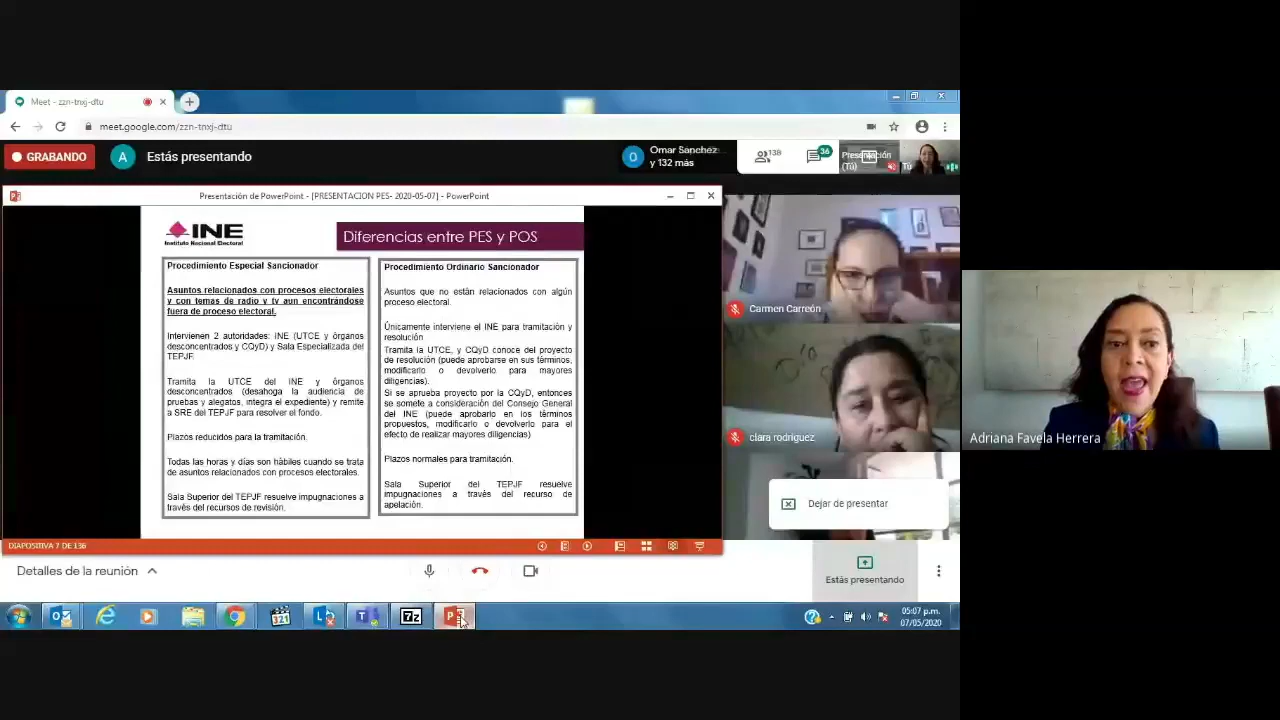 Meet - zzn-tnxj-dtu
meet.google.com/zzn-tnxj-dtu
GRABANDO
A
Estás presentando
O
Omar Sánchez...
y 132 más
138
36
Presentación
(Tú)
Tú
Presentación de PowerPoint - [PRESENTACION PES- 2020-05-07] - PowerPoint
INE
Instituto Nacional Electoral
Diferencias entre PES y POS
Procedimiento Especial Sancionador
Asuntos relacionados con procesos electorales
y con temas de radio y tv aun encontrándose
fuera de proceso electoral.
Intervienen 2 autoridades: INE (UTCE y órganos
desconcentrados y CQyD) y Sala Especializada del
TEPJF.
Tramita la UTCE del INE y órganos
desconcentrados (desahoga la audiencia de
pruebas y alegatos, integra el expediente) y remite
a SRE del TEPJF para resolver el fondo.
Plazos reducidos para la tramitación.
Todas las horas y días son hábiles cuando se trata
de asuntos relacionados con procesos electorales.
Sala Superior del TEPJF resuelve impugnaciones a
través del recursos de revisión.
Procedimiento Ordinario Sancionador
Asuntos que no están relacionados con algún
proceso electoral.
Únicamente interviene el INE para tramitación y
resolución
Tramita la UTCE, y CQyD conoce del proyecto
de resolución (puede aprobarse en sus términos,
modificarlo o devolverlo para mayores
diligencias).
Si se aprueba proyecto por la CQyD, entonces
se somete a consideración del Consejo General
del INE (puede aprobarlo en los términos
propuestos, modificarlo o devolverlo para el
efecto de realizar mayores diligencias)
Plazos normales para tramitación.
Sala Superior del TEPJF resuelve
impugnaciones a través del recurso de
apelación.
Carmen Carreón
clara rodriguez
Dejar de presentar
Adriana Favela Herrera
DIAPOSITIVA 7 DE 136
Detalles de la reunión
Estás presentando
321
7z
05:07 p.m.
07/05/2020